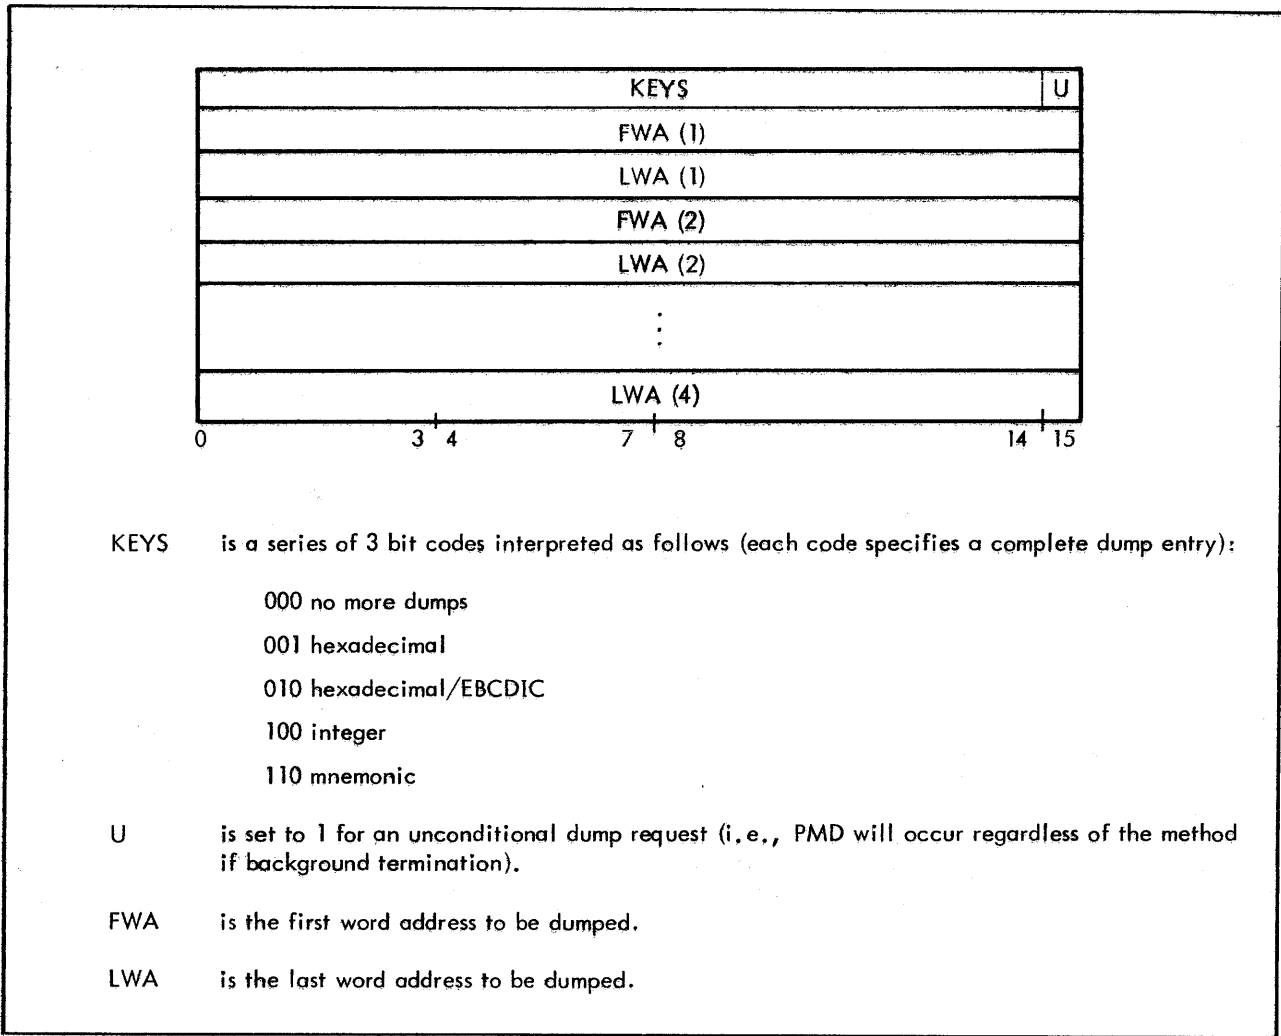 KEYS U
FWA (1)
LWA (1)
FWA (2)
LWA (2)
LWA (4)
0 3 4 7 8 14 15
KEYS is a series of 3 bit codes interpreted as follows (each code specifies a complete dump entry):
000 no more dumps
001 hexadecimal
010 hexadecimal/EBCDIC
100 integer
110 mnemonic
U is set to 1 for an unconditional dump request (i.e., PMD will occur regardless of the method
if background termination).
FWA is the first word address to be dumped.
LWA is the last word address to be dumped.